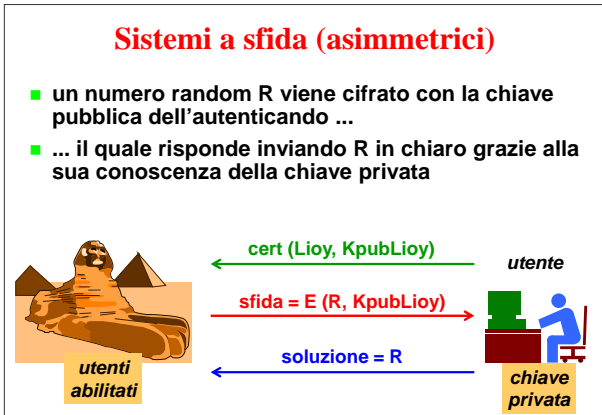 Sistemi a sfida (asimmetrici)
un numero random R viene cifrato con la chiave
pubblica dell'autenticando ...
... il quale risponde inviando R in chiaro grazie alla
sua conoscenza della chiave privata
cert (Lioy, KpubLioy)
utente
sfida = E (R, KpubLioy)
soluzione = R
utenti
abilitati
chiave
privata